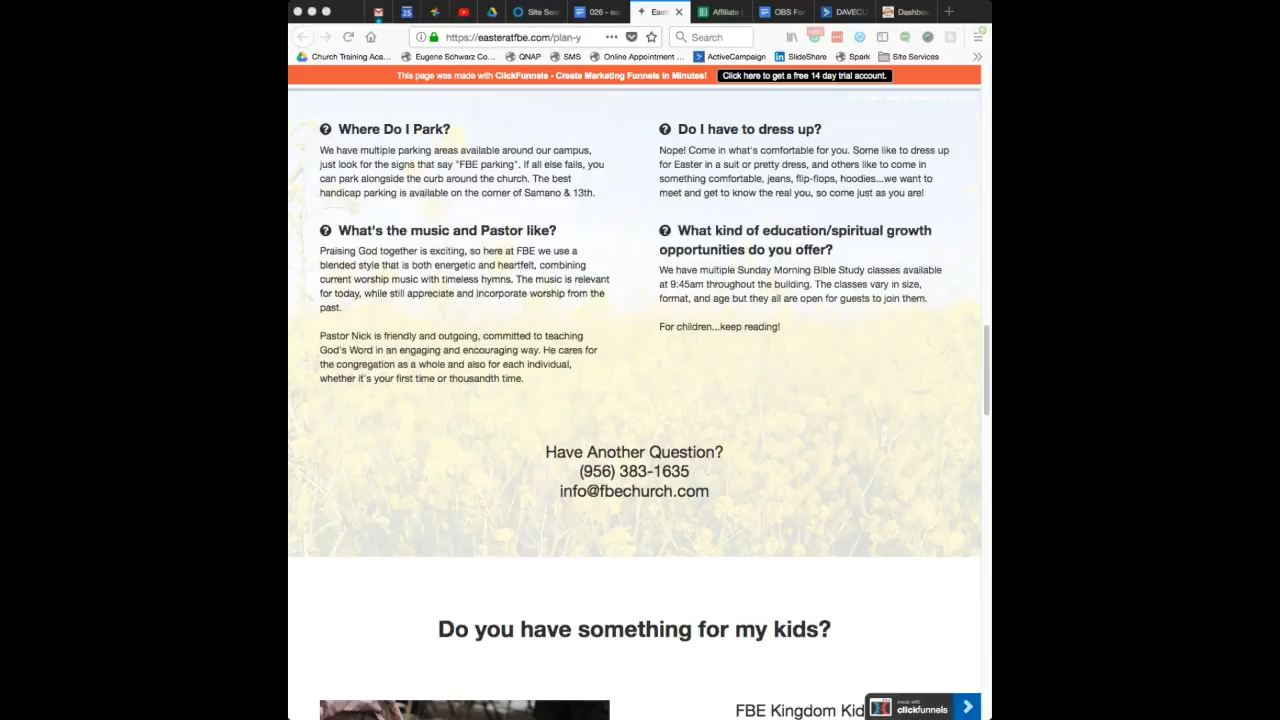 25
Site Seu
026 - ea
Easte
Affiliate L
OBS Fo
DAVECL
Dashbo
https://easteratfbe.com/plan-y
Search
Church Training Aca...
Eugene Schwarz Co...
QNAP
SMS
Online Appointment ...
ActiveCampaign
SlideShare
Spark
Site Services
This page was made with ClickFunnels - Create Marketing Funnels In Minutes!
Click here to get a free 14 day trial account.
Where Do I Park?
We have multiple parking areas available around our campus,
just look for the signs that say "FBE parking". If all else fails, you
can park alongside the curb around the church. The best
handicap parking is available on the corner of Samano & 13th.
Do I have to dress up?
Nope! Come in what's comfortable for you. Some like to dress up
for Easter in a suit or pretty dress, and others like to come in
something comfortable, jeans, flip-flops, hoodies...we want to
meet and get to know the real you, so come just as you are!
What's the music and Pastor like?
Praising God together is exciting, so here at FBE we use a
blended style that is both energetic and heartfelt, combining
current worship music with timeless hymns. The music is relevant
for today, while still appreciate and incorporate worship from the
past.
Pastor Nick is friendly and outgoing, committed to teaching
God's Word in an engaging and encouraging way. He cares for
the congregation as a whole and also for each individual,
whether it's your first time or thousandth time.
What kind of education/spiritual growth
opportunities do you offer?
We have multiple Sunday Morning Bible Study classes available
at 9:45am throughout the building. The classes vary in size,
format, and age but they all are open for guests to join them.
For children...keep reading!
Have Another Question?
(956) 383-1635
info@fbechurch.com
Do you have something for my kids?
FBE Kingdom Kid
made with
clickfunnels